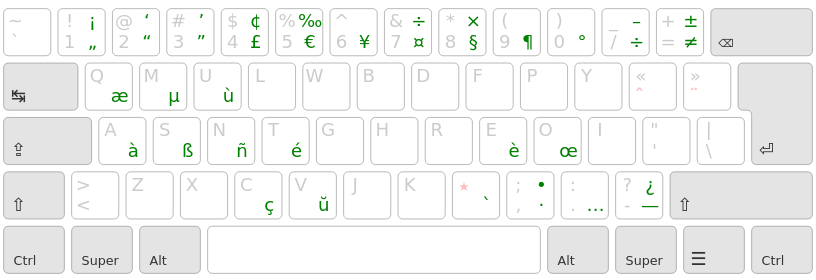 ~ ! ¡ @ ‘ # ’ $ ¢ % ‰ ^ & ÷ * × ( ) _ – + ±
` 1 „ 2 “ 3 ” 4 £ 5 € 6 ¥ 7 ¤ 8 § 9 ¶ 0 ° / ÷ = ≠ ⌫
Q M U L W B D F P Y « »
↹ æ µ ù ^ ¨
A S N T G H R E O I " |
⇪ à ß ñ é è œ ' \ ⏎
> Z X C V J K ★ ; • : ? ¿
⇧ < ç ŭ ` , · . … - — ⇧
Ctrl Super Alt Alt Super ☰ Ctrl